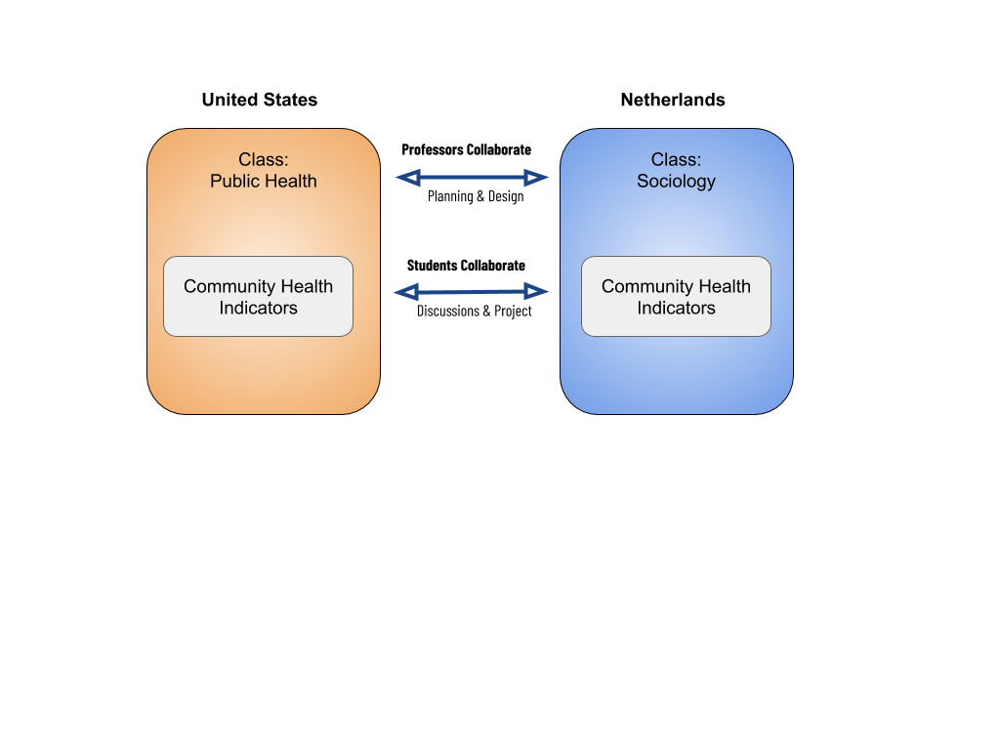 United States
Netherlands
Class:
Public Health
Professors Collaborate
Planning & Design
Class:
Sociology
Students Collaborate
Discussions & Project
Community Health
Indicators
Community Health
Indicators